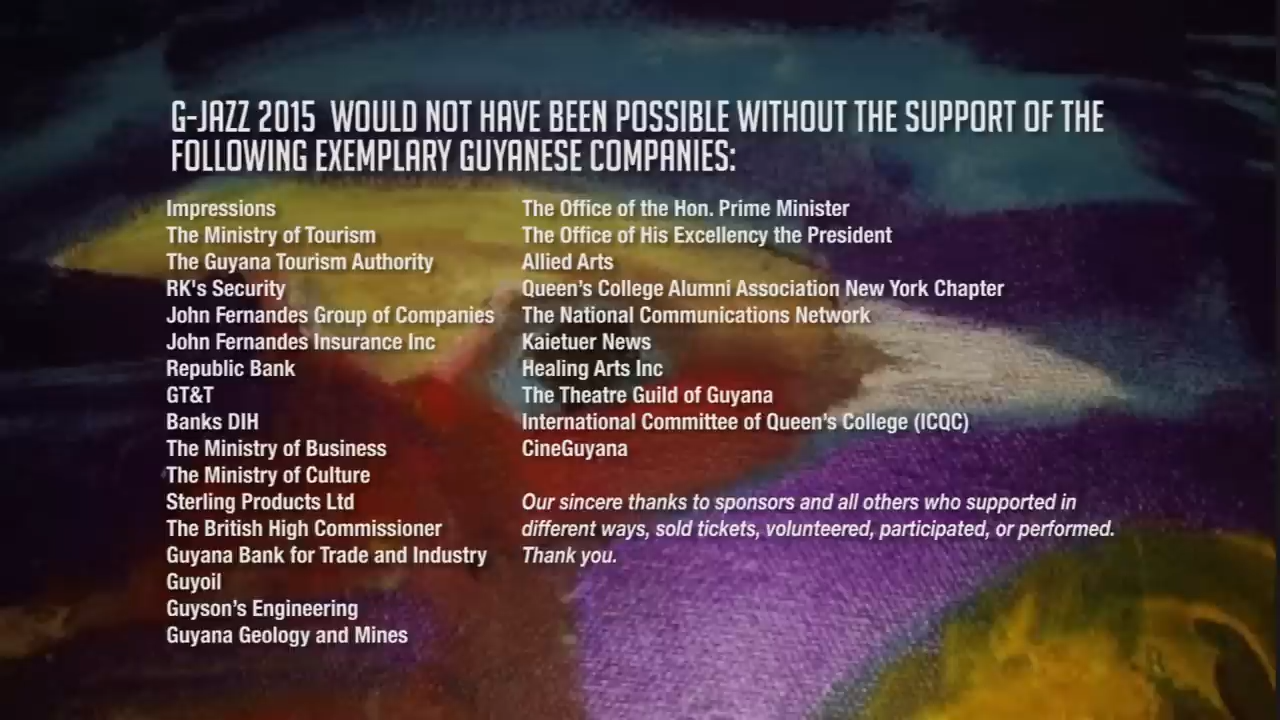 G-JAZZ 2015 WOULD NOT HAVE BEEN POSSIBLE WITHOUT THE SUPPORT OF THE
FOLLOWING EXEMPLARY GUYANESE COMPANIES:
Impressions
The Ministry of Tourism
The Guyana Tourism Authority
RK's Security
John Fernandes Group of Companies
John Fernandes Insurance Inc
Republic Bank
GT&T
Banks DIH
The Ministry of Business
The Ministry of Culture
Sterling Products Ltd
The British High Commissioner
Guyana Bank for Trade and Industry
Guyoil
Guyson's Engineering
Guyana Geology and Mines
The Office of the Hon. Prime Minister
The Office of His Excellency the President
Allied Arts
Queen's College Alumni Association New York Chapter
The National Communications Network
Kaietuer News
Healing Arts Inc
The Theatre Guild of Guyana
International Committee of Queen's College (ICQC)
CineGuyana
Our sincere thanks to sponsors and all others who supported in
different ways, sold tickets, volunteered, participated, or performed.
Thank you.